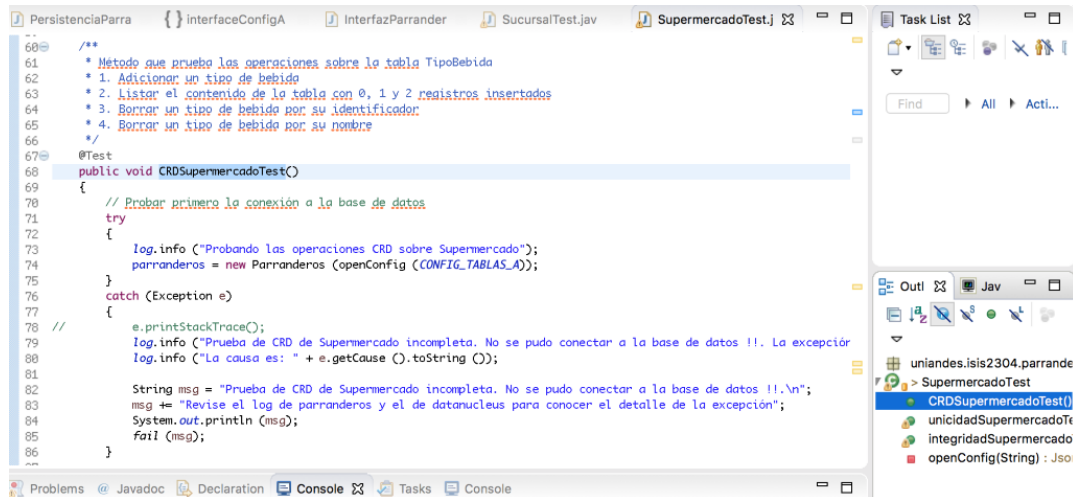 PersistenciaParra
interfaceConfigA
InterfazParrander
SucursalTest.jav
SupermercadoTest.j
60 /**
61 * Método que prueba las operaciones sobre la tabla TipoBebida
62 * 1. Adicionar un tipo de bebida
63 * 2. Listar el contenido de la tabla con 0, 1 y 2 registros insertados
64 * 3. Borrar un tipo de bebida por su identificador
65 * 4. Borrar un tipo de bebida por su nombre
66 */
67 @Test
68 public void CRDSupermercadoTest()
69 {
70 // Probar primero la conexión a la base de datos
71 try
72 {
73 log.info ("Probando las operaciones CRD sobre Supermercado");
74 parranderos = new Parranderos (openConfig (CONFIG_TABLAS_A));
75 }
76 catch (Exception e)
77 {
78 // e.printStackTrace();
79 log.info ("Prueba de CRD de Supermercado incompleta. No se pudo conectar a la base de datos !!. La excepción
80 log.info ("La causa es: " + e.getCause ().toString ());
81
82 String msg = "Prueba de CRD de Supermercado incompleta. No se pudo conectar a la base de datos !!.\n";
83 msg += "Revise el log de parranderos y el de datanucleus para conocer el detalle de la excepción";
84 System.out.println (msg);
85 fail (msg);
86 }
Problems @ Javadoc Declaration Console Tasks Console
Task List
Find All Acti...
Outl Jav
uniandes.isis2304.parrande
> SupermercadoTest
CRDSupermercadoTest()
unicidadSupermercadoTe
integridadSupermercado
openConfig(String) : Jso